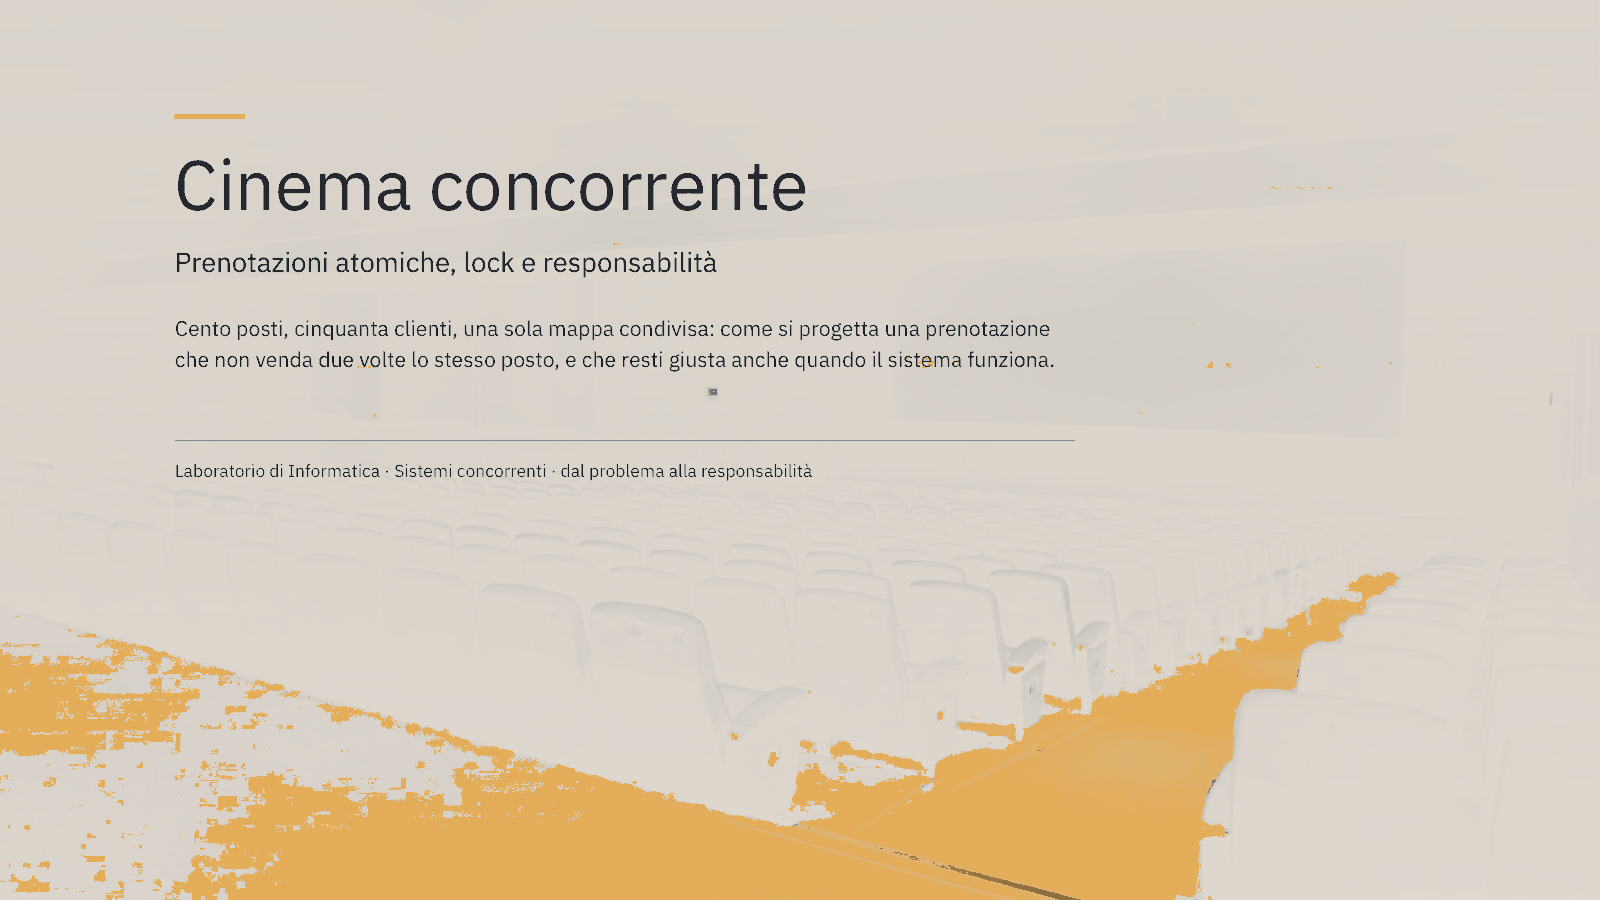 Cinema concorrente
Prenotazioni atomiche, lock e responsabilità
Cento posti, cinquanta clienti, una sola mappa condivisa: come si progetta una prenotazione
che non venda due volte lo stesso posto, e che resti giusta anche quando il sistema funziona.
Laboratorio di Informatica · Sistemi concorrenti · dal problema alla responsabilità